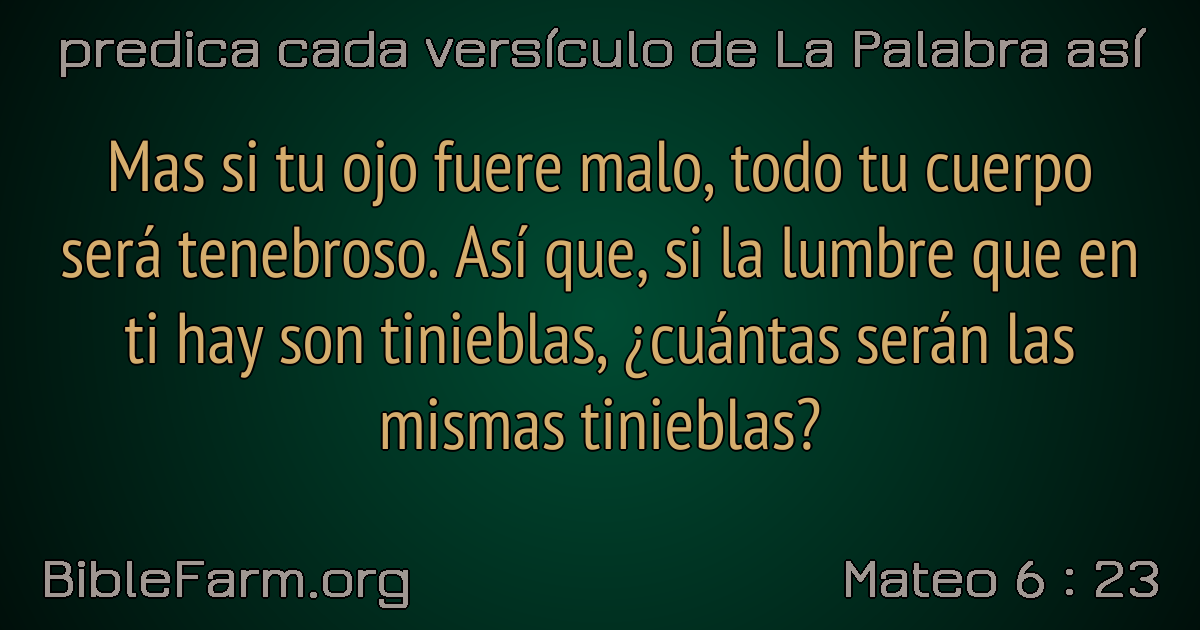 predica cada versículo de La Palabra así
Mas si tu ojo fuere malo, todo tu cuerpo
será tenebroso. Así que, si la lumbre que en
ti hay son tinieblas, ¿cuántas serán las
mismas tinieblas?
BibleFarm.org
Mateo 6 : 23